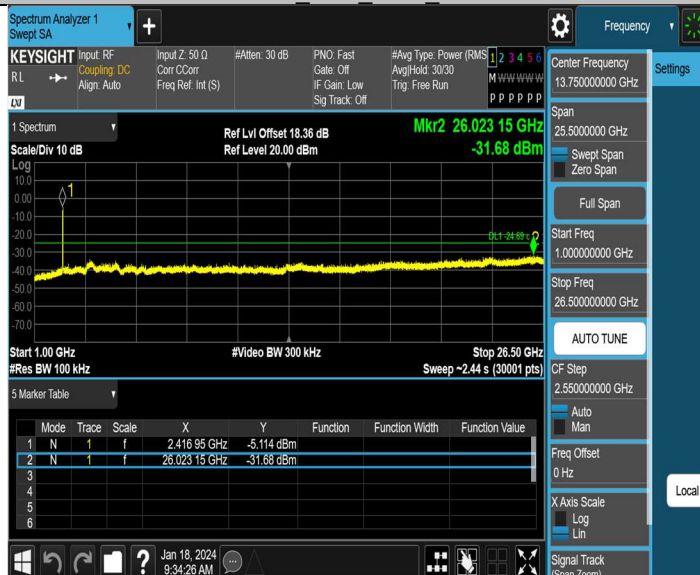 Spectrum Analyzer 1
Swept SA
+
Frequency
KEYSIGHT
RL
LXI
Input: RF
Coupling: DC
Align: Auto
Input Z: 50 Ω
Corr CCorr
Freq Ref: Int (S)
#Atten: 30 dB
PNO: Fast
Gate: Off
IF Gain: Low
Sig Track: Off
#Avg Type: Power (RMS
Avg|Hold: 30/30
Trig: Free Run
1 2 3 4 5 6
M W W W W W
P P P P P P
Center Frequency
13.750000000 GHz
Settings
Span
25.5000000 GHz
Swept Span
Zero Span
Full Span
Start Freq
1.000000000 GHz
Stop Freq
26.500000000 GHz
AUTO TUNE
CF Step
2.550000000 GHz
Auto
Man
Freq Offset
0 Hz
X Axis Scale
Log
Lin
Signal Track
(Span Zoom)
Local
1 Spectrum
Scale/Div 10 dB
Ref Lvl Offset 18.36 dB
Ref Level 20.00 dBm
Mkr2 26.023 15 GHz
-31.68 dBm
Log
10.0
0.00
-10.0
-20.0
-30.0
-40.0
-50.0
-60.0
-70.0
1
DL1 -24.69
Start 1.00 GHz
#Res BW 100 kHz
#Video BW 300 kHz
Stop 26.50 GHz
Sweep ~2.44 s (30001 pts)
5 Marker Table
Mode Trace Scale X Y Function Function Width Function Value
1 N 1 f 2.416 95 GHz -5.114 dBm
2 N 1 f 26.023 15 GHz -31.68 dBm
3
4
5
6
?
Jan 18, 2024
9:34:26 AM